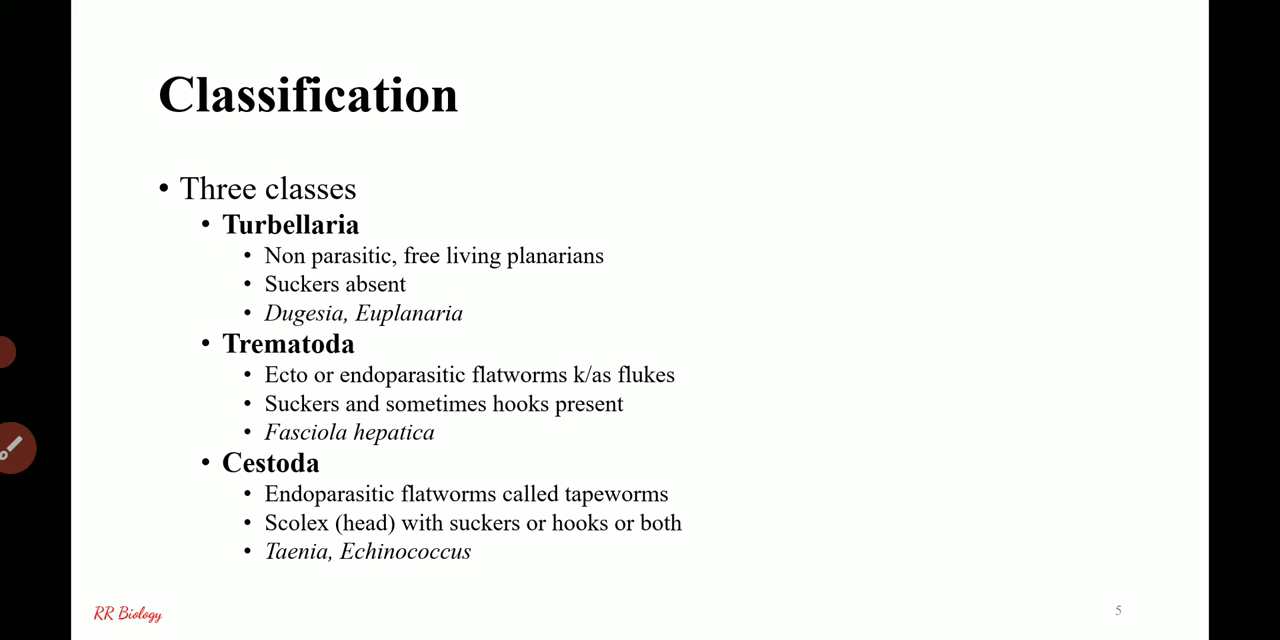 Classification
• Three classes
• Turbellaria
• Non parasitic, free living planarians
• Suckers absent
• Dugesia, Euplanaria
• Trematoda
• Ecto or endoparasitic flatworms k/as flukes
• Suckers and sometimes hooks present
• Fasciola hepatica
• Cestoda
• Endoparasitic flatworms called tapeworms
• Scolex (head) with suckers or hooks or both
• Taenia, Echinococcus
RR Biology
5